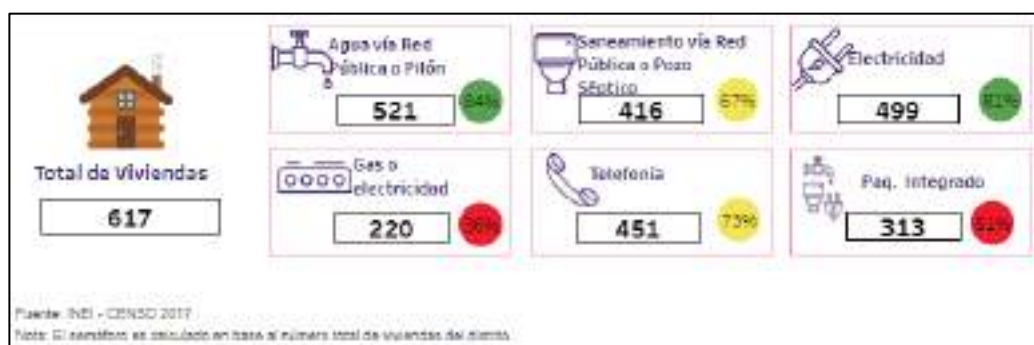 Agua vía Red
Pública o Pilón
521
84%
Saneamiento vía Red
Pública o Pozo
Séptico
416
67%
Electricidad
499
81%
Total de Viviendas
617
Gas o
electricidad
220
36%
Telefonía
451
73%
Paq. Integrado
313
51%
Fuente: INEI - CENSO 2017
Nota: El semáforo es calculado en base al número total de viviendas del distrito.